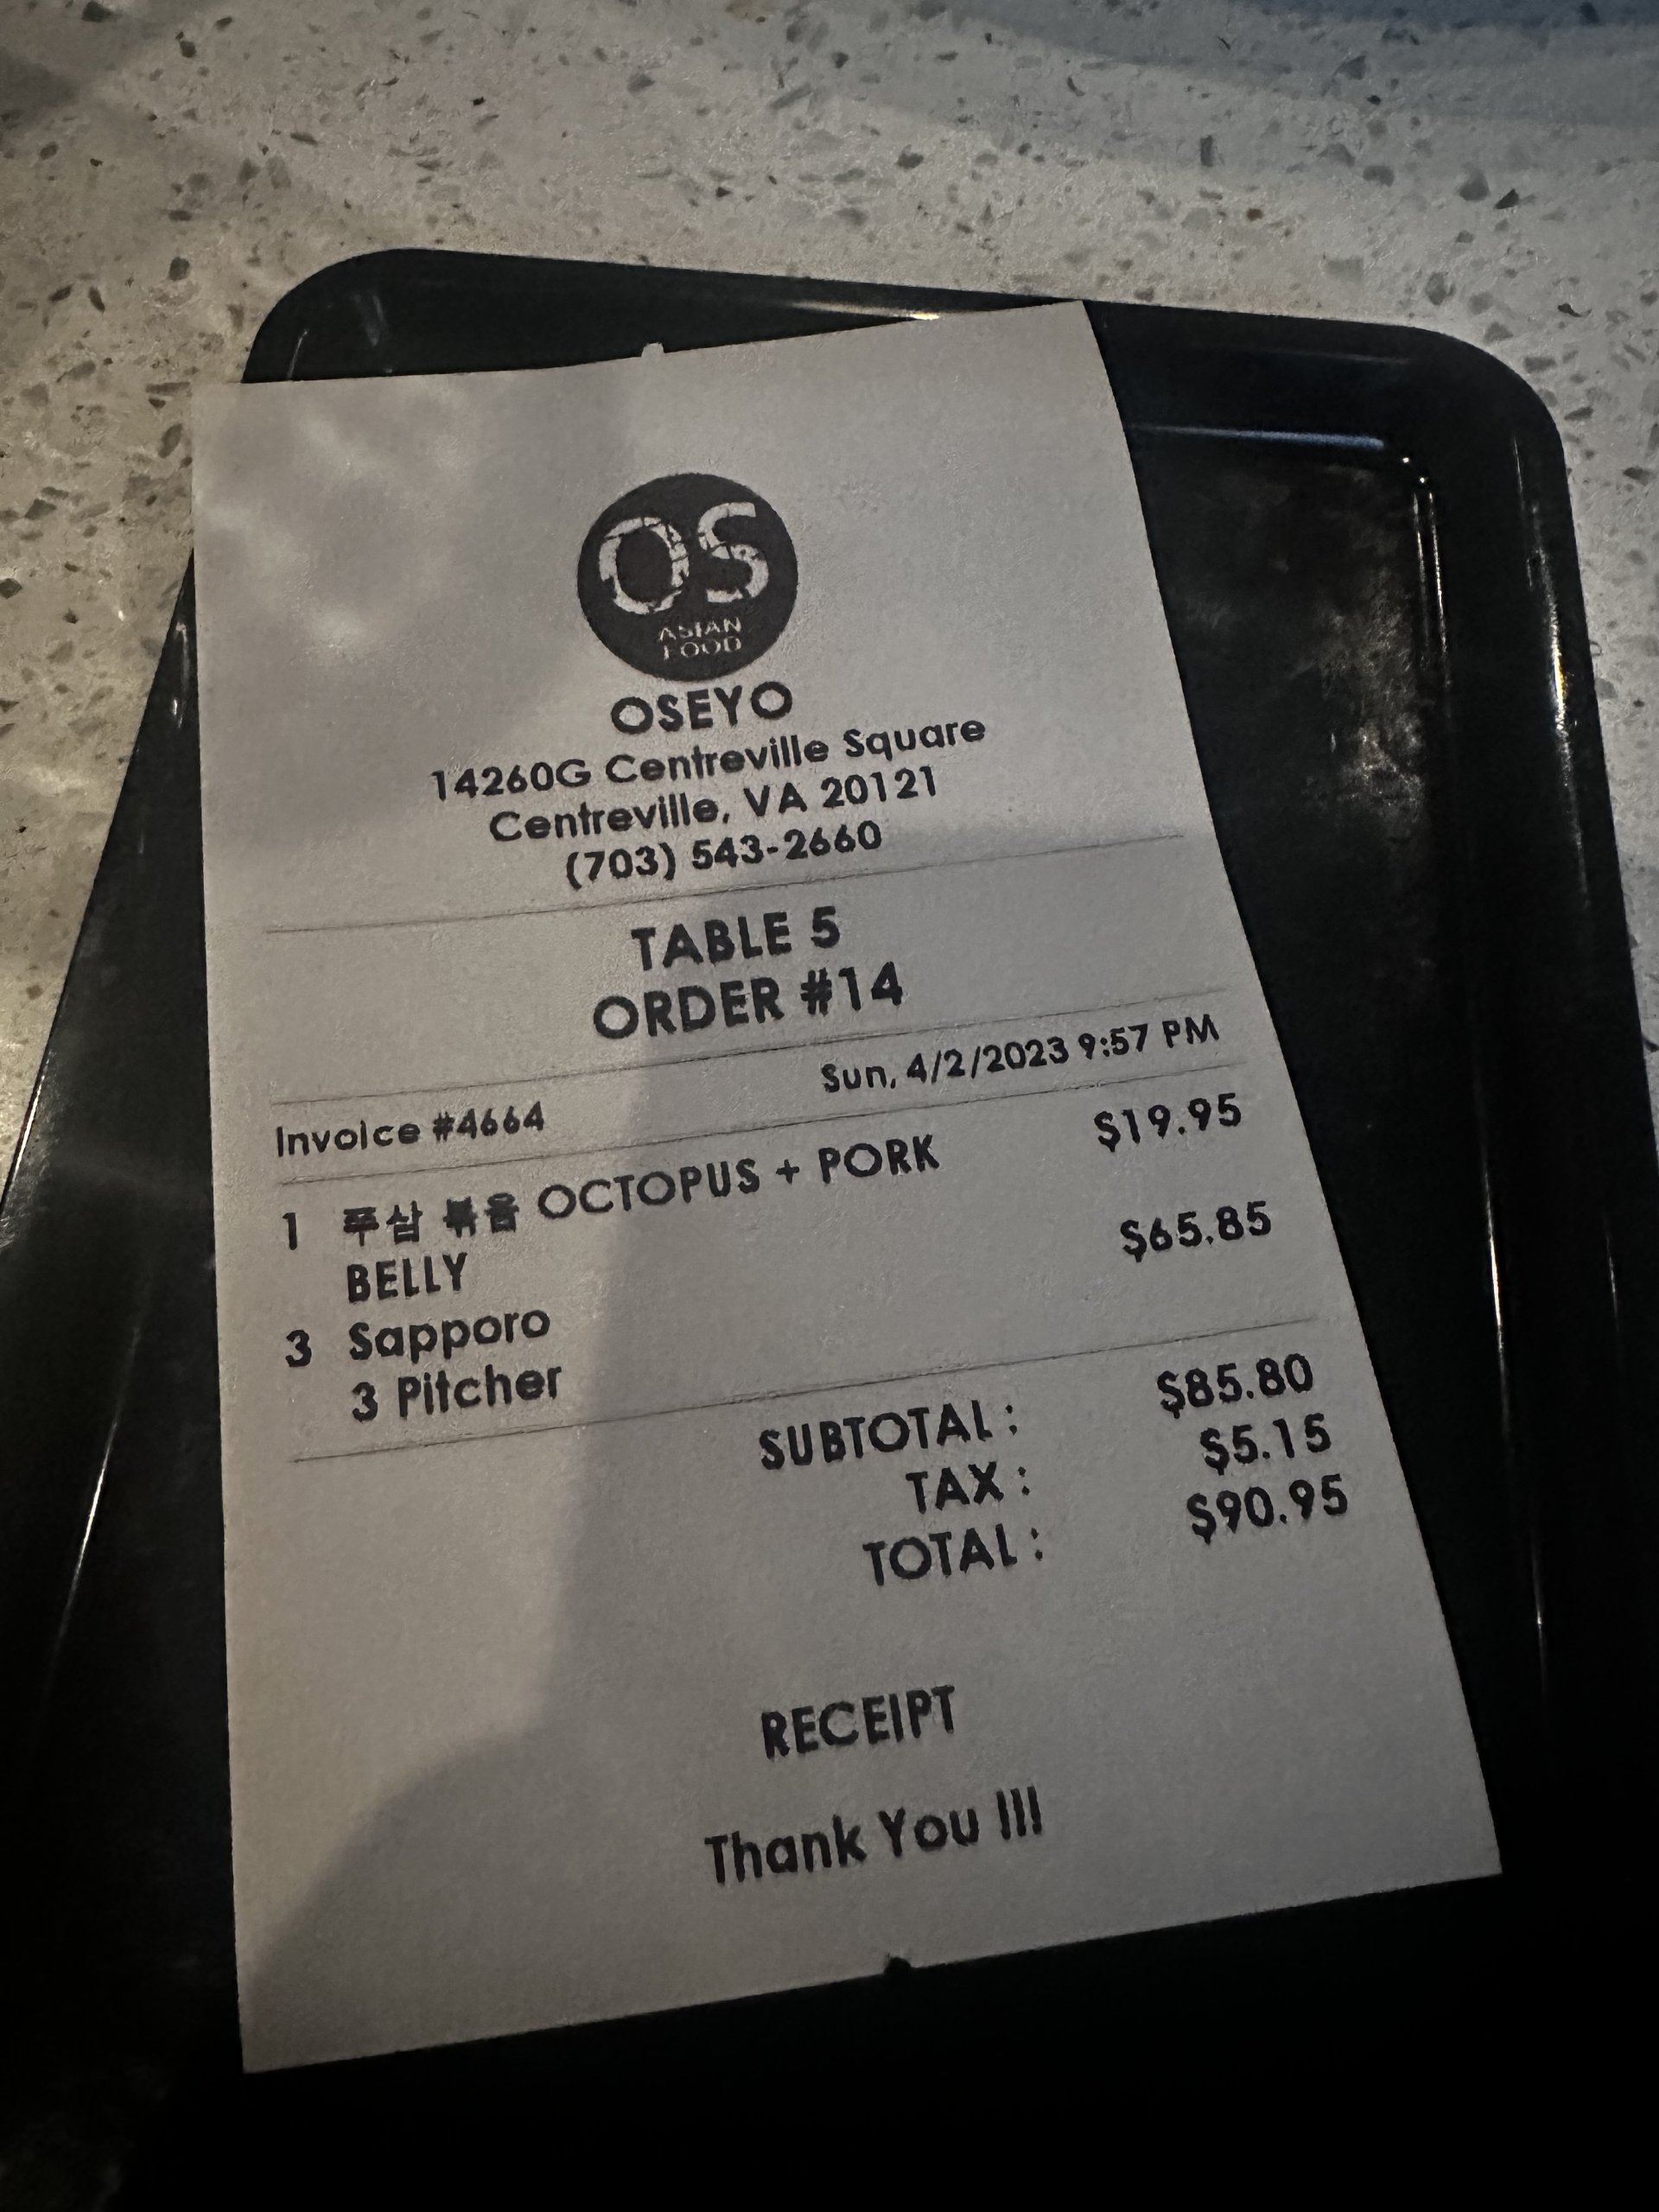 OS
ASIAN
FOOD
OSEYO
14260G Centreville Square
Centreville, VA 20121
(703) 543-2660
TABLE 5
ORDER #14
Sun, 4/2/2023 9:57 PM
Invoice #4664
1 쭈삼 볶음 OCTOPUS + PORK $19.95
BELLY
3 Sapporo $65.85
3 Pitcher
SUBTOTAL : $85.80
TAX : $5.15
TOTAL : $90.95
RECEIPT
Thank You !!!